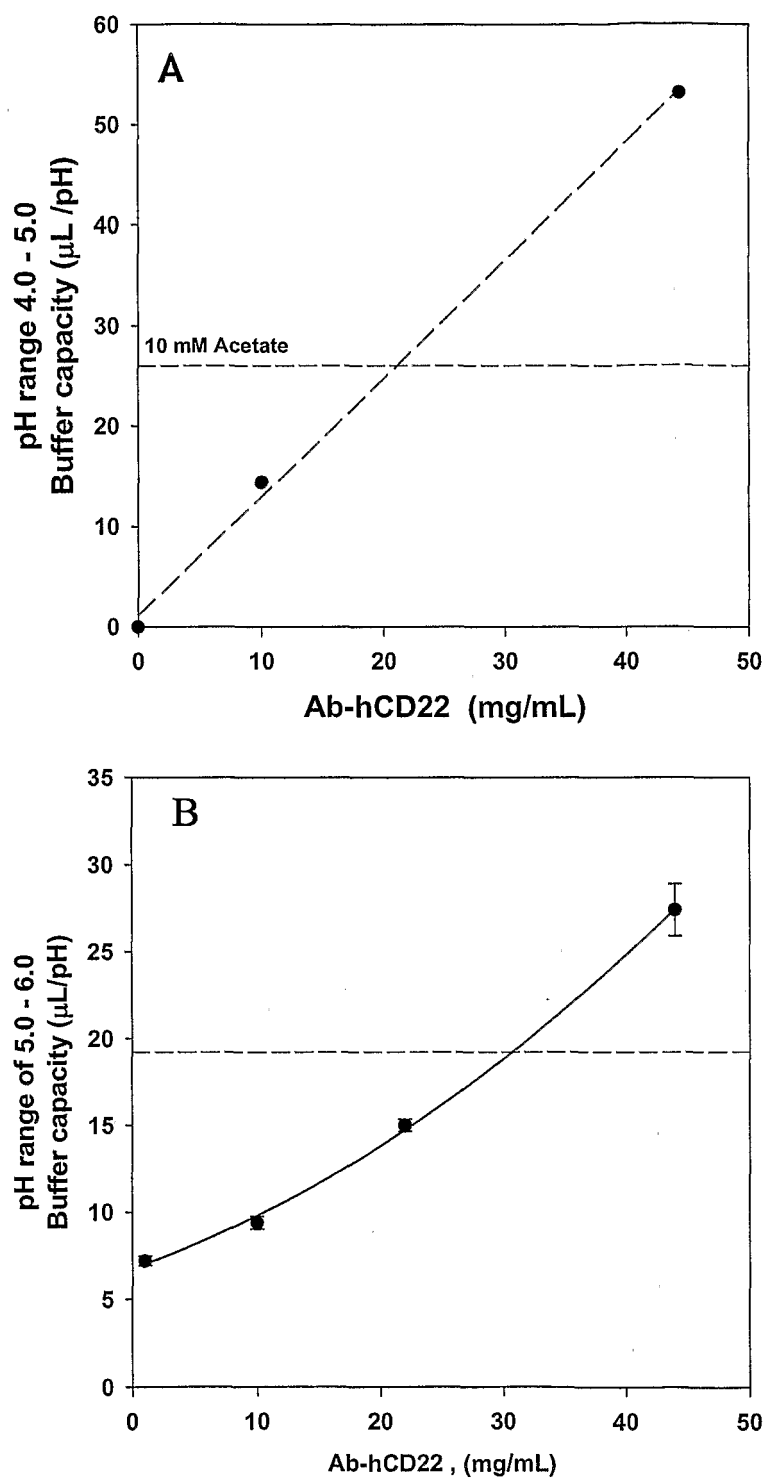 A
60
50
40
30
20
10
0
pH range 4.0 - 5.0
Buffer capacity (μL /pH)
10 mM Acetate
0 10 20 30 40 50
Ab-hCD22 (mg/mL)
B
35
30
25
20
15
10
5
0
pH range of 5.0 - 6.0
Buffer capacity (μL/pH)
0 10 20 30 40 50
Ab-hCD22 , (mg/mL)